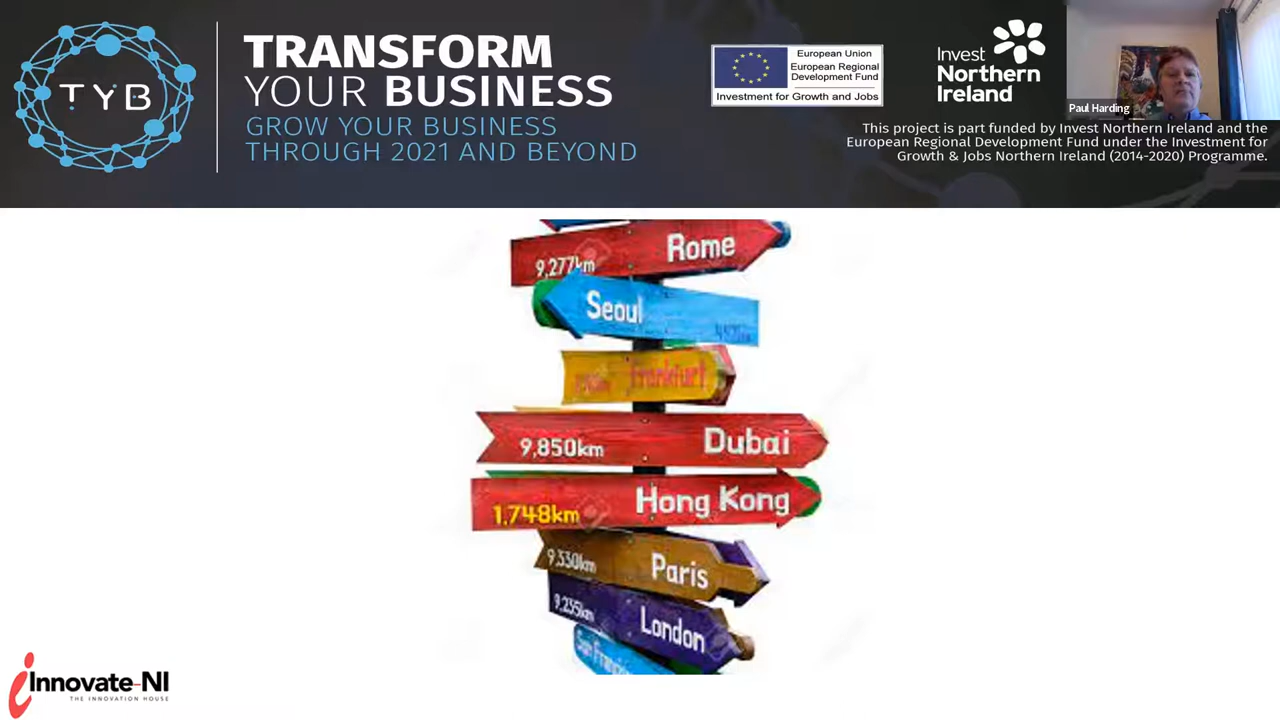 TYB
TRANSFORM
YOUR BUSINESS
GROW YOUR BUSINESS
THROUGH 2021 AND BEYOND
European Union
European Regional
Development Fund
Investment for Growth and Jobs
Invest
Northern
Ireland
Paul Harding
This project is part funded by Invest Northern Ireland and the
European Regional Development Fund under the Investment for
Growth & Jobs Northern Ireland (2014-2020) Programme.
Rome
9,277km
Seoul
Frankfurt
Dubai
9,850km
Hong Kong
1,748km
Paris
9,330km
London
9,235km
San
Innovate-NI
THE INNOVATION HOUSE